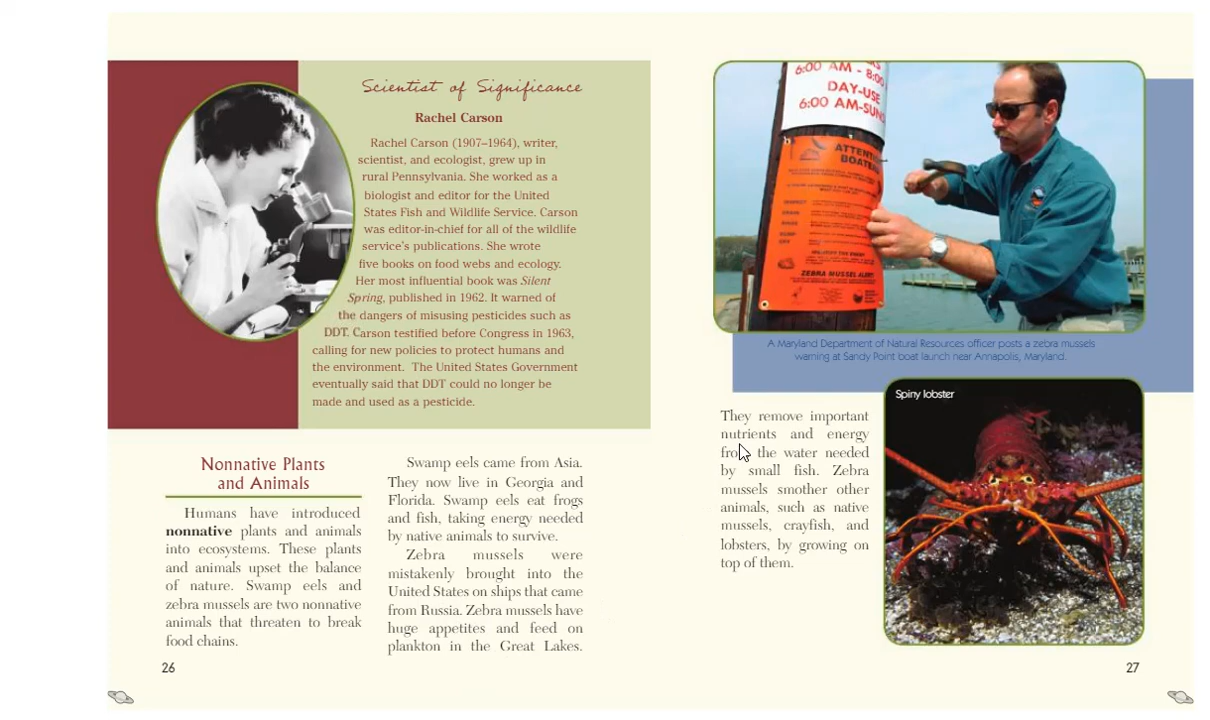 Scientist of Significance
Rachel Carson
Rachel Carson (1907–1964), writer,
scientist, and ecologist, grew up in
rural Pennsylvania. She worked as a
biologist and editor for the United
States Fish and Wildlife Service. Carson
was editor-in-chief for all of the wildlife
service's publications. She wrote
five books on food webs and ecology.
Her most influential book was Silent
Spring, published in 1962. It warned of
the dangers of misusing pesticides such as
DDT. Carson testified before Congress in 1963,
calling for new policies to protect humans and
the environment. The United States Government
eventually said that DDT could no longer be
made and used as a pesticide.
Nonnative Plants
and Animals
Humans have introduced
nonnative plants and animals
into ecosystems. These plants
and animals upset the balance
of nature. Swamp eels and
zebra mussels are two nonnative
animals that threaten to break
food chains.
Swamp eels came from Asia.
They now live in Georgia and
Florida. Swamp eels eat frogs
and fish, taking energy needed
by native animals to survive.
Zebra mussels were
mistakenly brought into the
United States on ships that came
from Russia. Zebra mussels have
huge appetites and feed on
plankton in the Great Lakes.
26
6:00 AM - 8:00
DAY-USE
6:00 AM-SUN
ATTENTI
BOATER
ZEBRA MUSSEL ALERT
A Maryland Department of Natural Resources officer posts a zebra mussels
warning at Sandy Point boat launch near Annapolis, Maryland.
They remove important
nutrients and energy
from the water needed
by small fish. Zebra
mussels smother other
animals, such as native
mussels, crayfish, and
lobsters, by growing on
top of them.
Spiny lobster
27